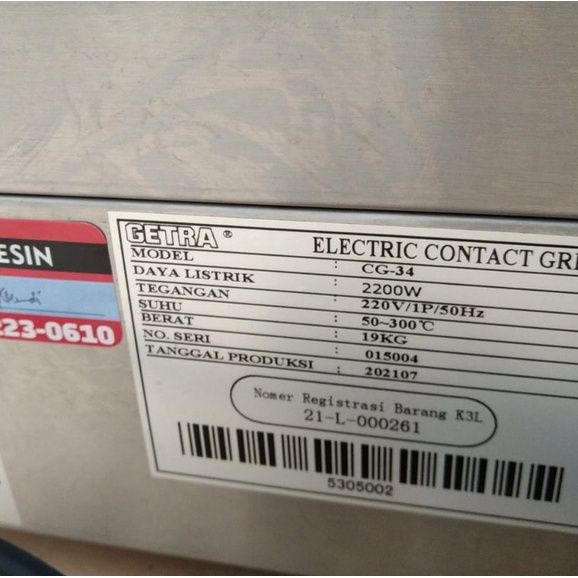 ESIN
223-0610
GETRA®
ELECTRIC CONTACT GRI
MODEL : CG-34
DAYA LISTRIK : 2200W
TEGANGAN : 220V/1P/50Hz
SUHU : 50~300℃
BERAT : 19KG
NO. SERI : 015004
TANGGAL PRODUKSI : 202107
Nomer Registrasi Barang K3L
21-L-000261
5305002